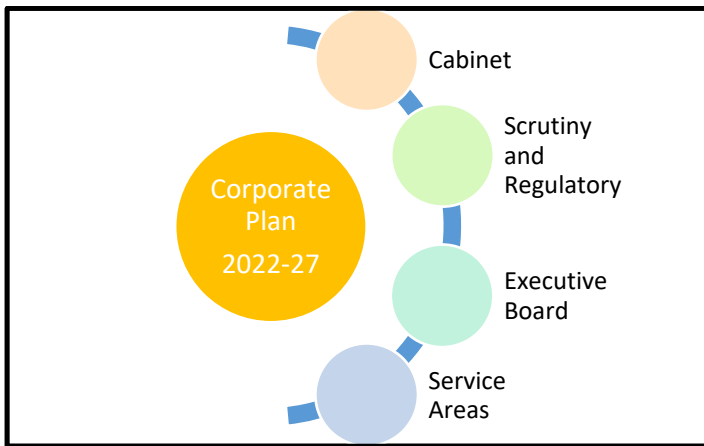 Corporate
Plan
2022-27
Cabinet
Scrutiny
and
Regulatory
Executive
Board
Service
Areas